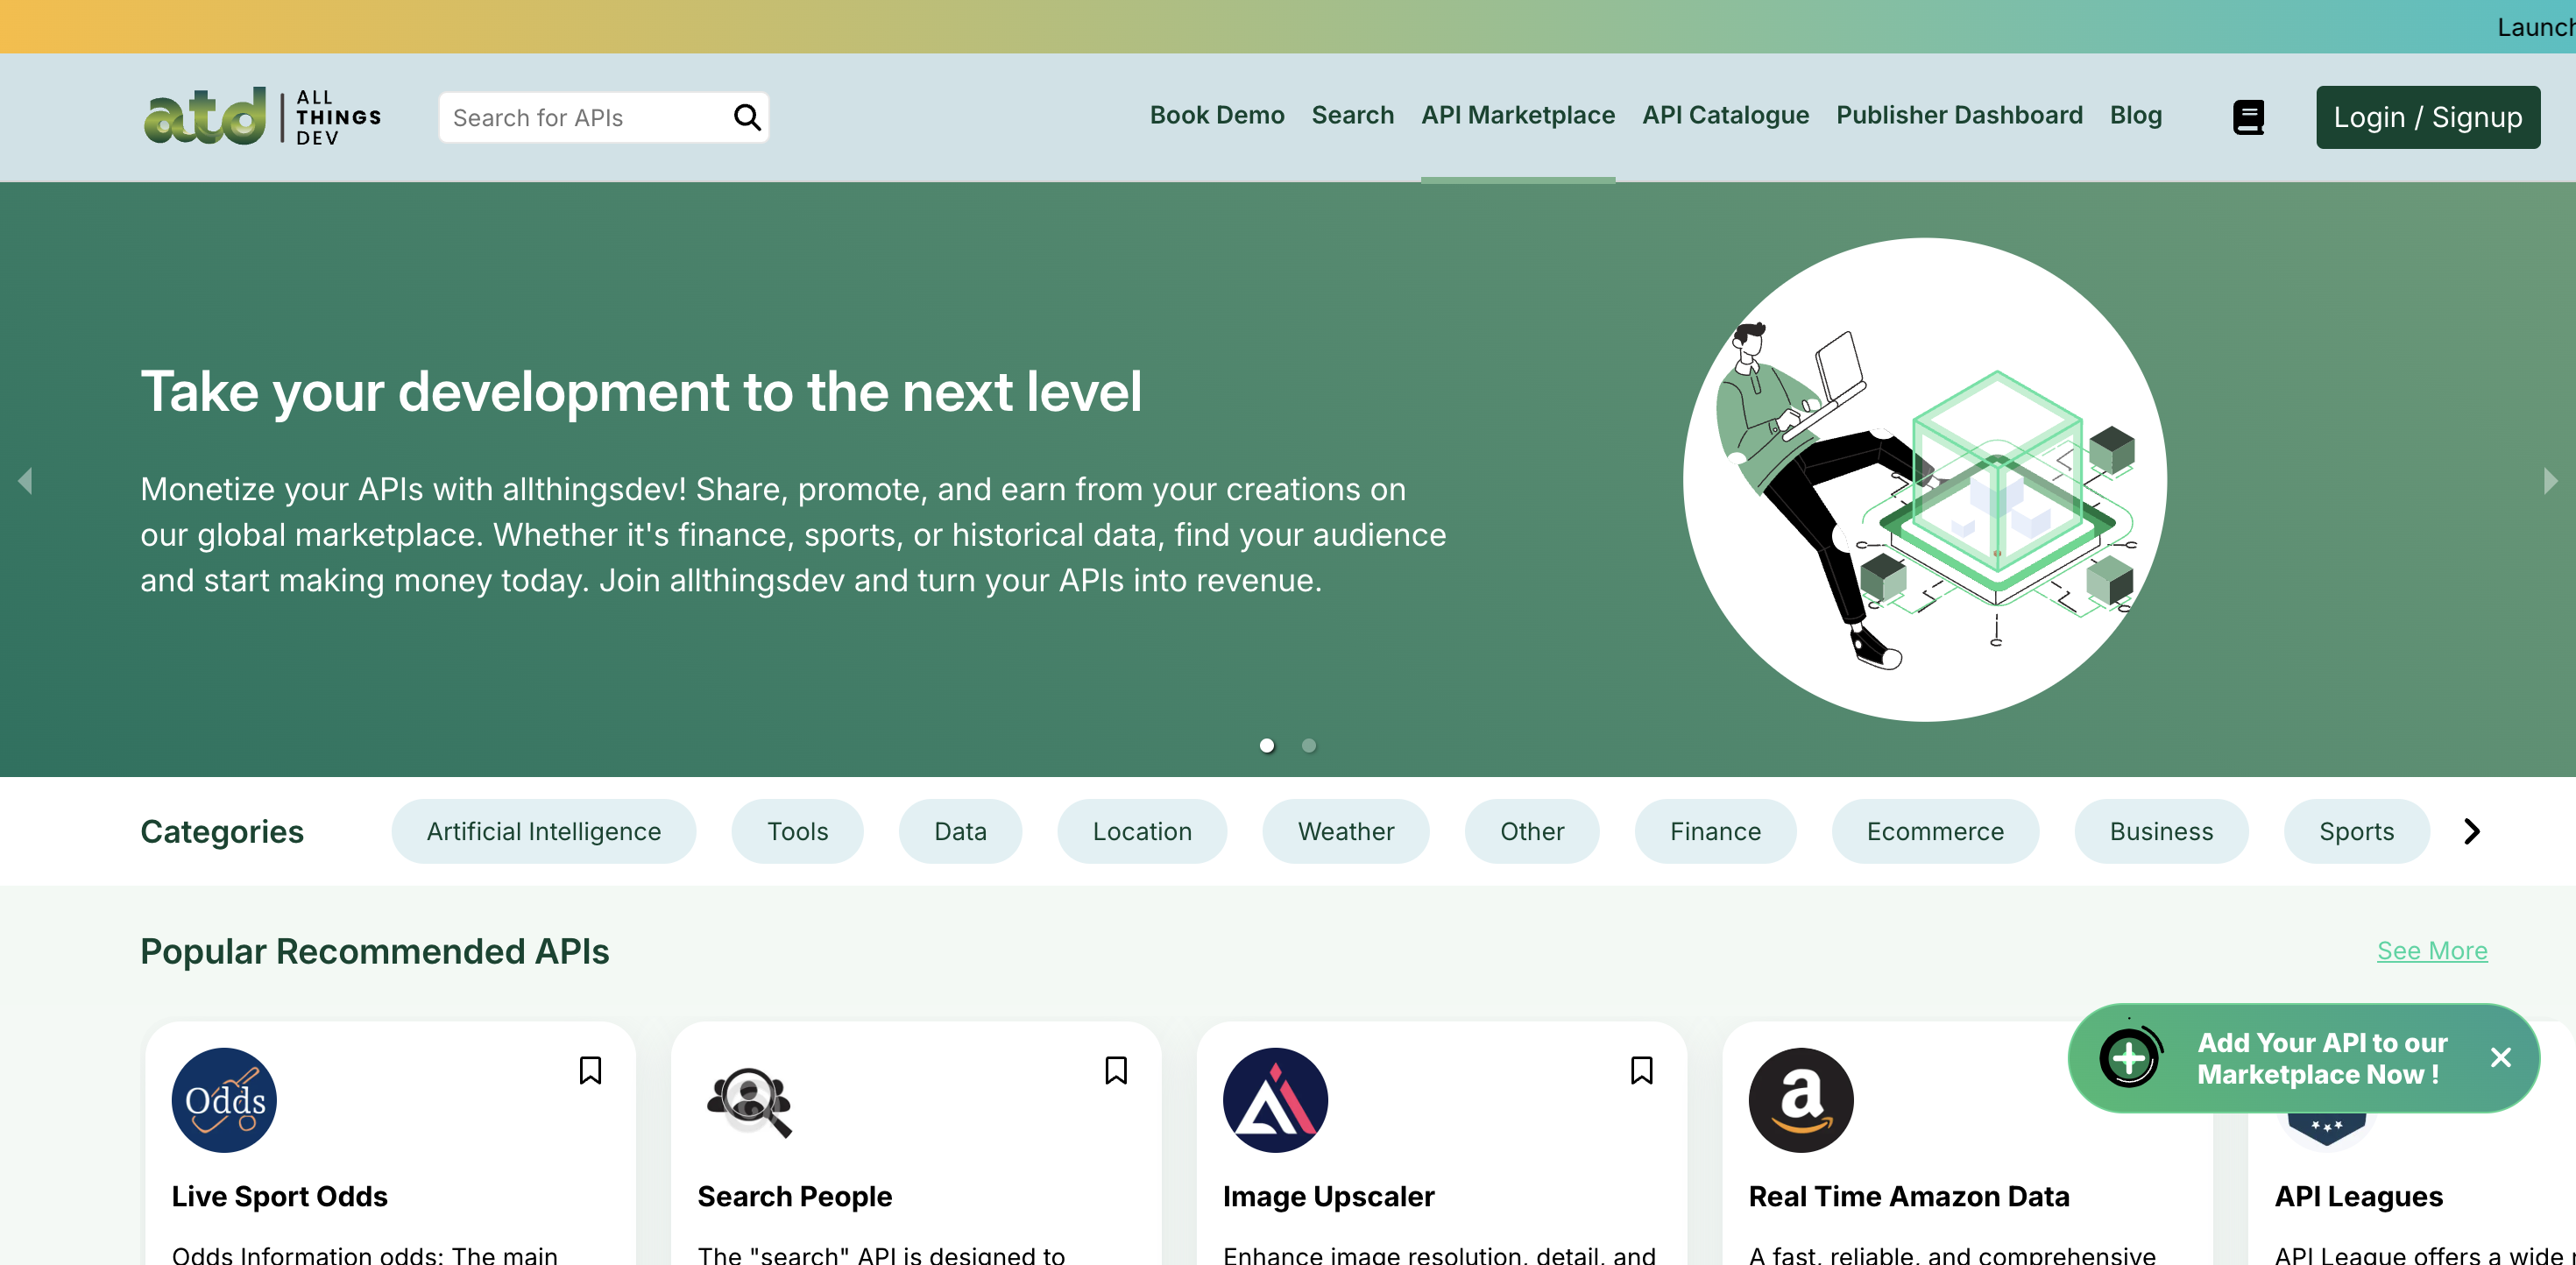 Launch
atd
ALL
THINGS
DEV
Search for APIs
Book Demo Search API Marketplace API Catalogue Publisher Dashboard Blog
Login / Signup
Take your development to the next level
Monetize your APIs with allthingsdev! Share, promote, and earn from your creations on
our global marketplace. Whether it's finance, sports, or historical data, find your audience
and start making money today. Join allthingsdev and turn your APIs into revenue.
Categories Artificial Intelligence Tools Data Location Weather Other Finance Ecommerce Business Sports
Popular Recommended APIs See More
Add Your API to our
Marketplace Now !
Odds
Live Sport Odds
Odds Information odds: The main
Search People
The "search" API is designed to
Image Upscaler
Enhance image resolution, detail, and
a
Real Time Amazon Data
A fast, reliable, and comprehensive
API Leagues
API League offers a wide